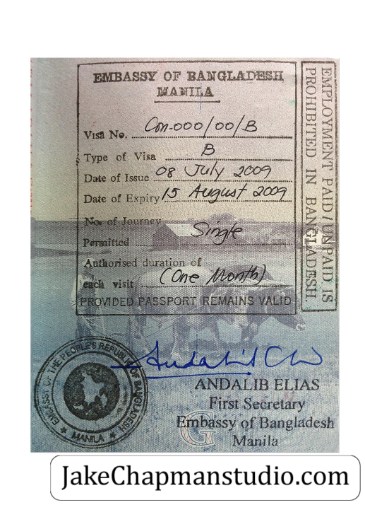 EMBASSY OF BANGLADESH
MANILA
Visa No. Con-000/00/B
Type of Visa B
Date of Issue 08 July 2009
Date of Expiry 15 August 2009
No. of Journey
Permitted Single
Authorised duration of
each visit (One Month)
PROVIDED PASSPORT REMAINS VALID
EMPLOYMENT PAID/UNPAID IS
PROHIBITED IN BANGLADESH
ANDALIB ELIAS
First Secretary
Embassy of Bangladesh
Manila
EMBASSY OF THE PEOPLE'S REPUBLIC OF BANGLADESH
MANILA
G
JakeChapmanstudio.com